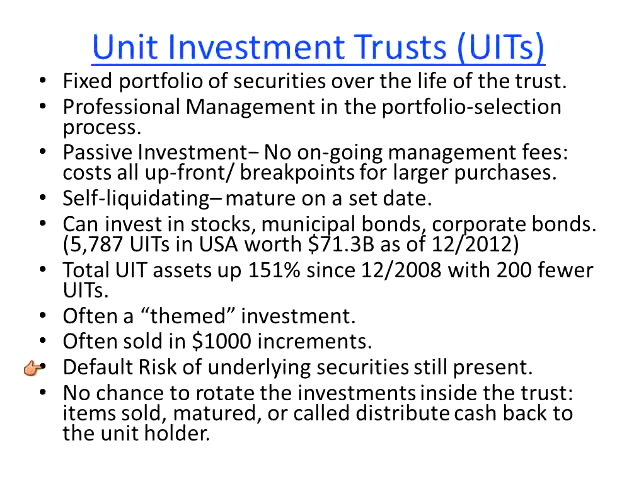 Unit Investment Trusts (UITs)
• Fixed portfolio of securities over the life of the trust.
• Professional Management in the portfolio-selection
process.
• Passive Investment− No on-going management fees:
costs all up-front/ breakpoints for larger purchases.
• Self-liquidating– mature on a set date.
• Can invest in stocks, municipal bonds, corporate bonds.
(5,787 UITs in USA worth $71.3B as of 12/2012)
• Total UIT assets up 151% since 12/2008 with 200 fewer
UITs.
• Often a “themed” investment.
• Often sold in $1000 increments.
• Default Risk of underlying securities still present.
• No chance to rotate the investments inside the trust:
items sold, matured, or called distribute cash back to
the unit holder.